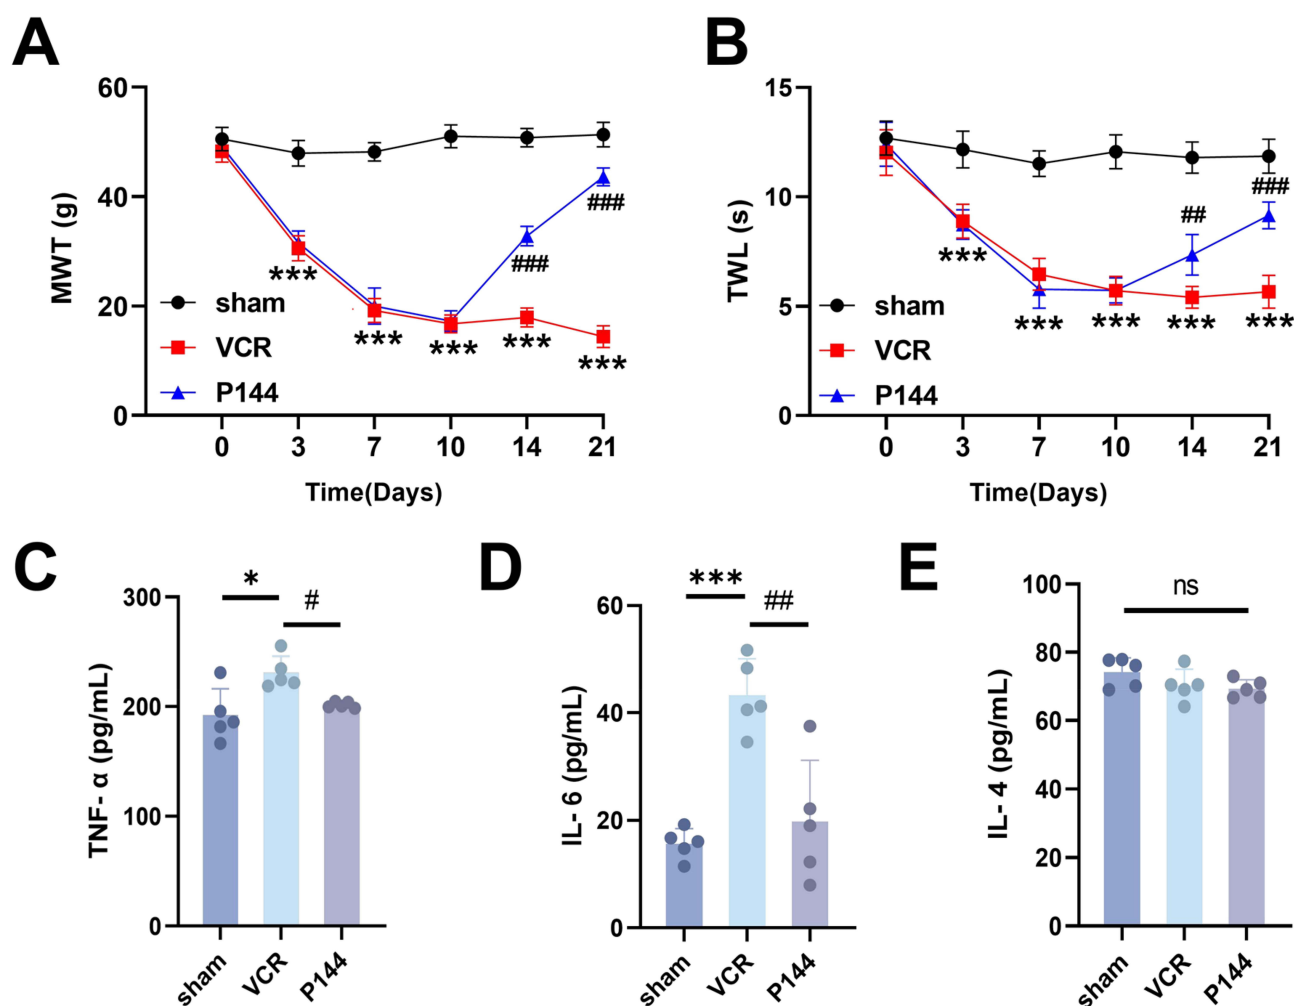 A
MWT (g)
60
40
20
0
***
***
***
***
***
###
###
sham
VCR
P144
0 3 7 10 14 21
Time(Days)
B
TWL (s)
15
10
5
0
***
***
***
***
***
##
###
sham
VCR
P144
0 3 7 10 14 21
Time(Days)
C
TNF- α (pg/mL)
300
200
100
0
*
#
sham VCR P144
D
IL- 6 (pg/mL)
60
40
20
0
***
##
sham VCR P144
E
IL- 4 (pg/mL)
100
80
60
40
20
0
ns
sham VCR P144